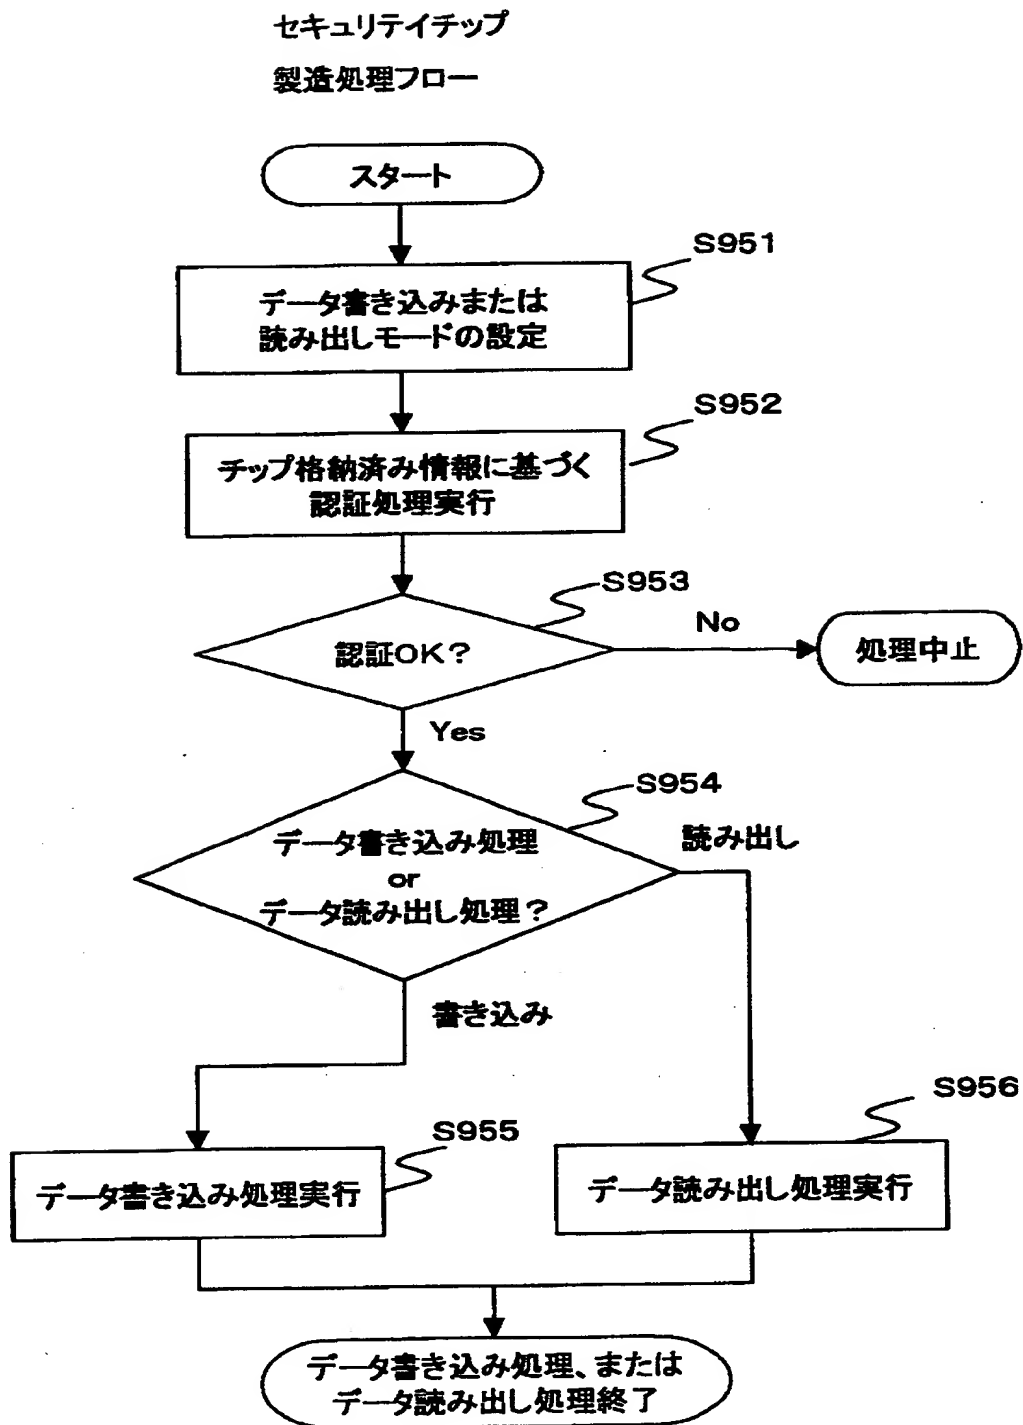 セキュリテイチップ
製造処理フロー
スタート
S951
データ書き込みまたは
読み出しモードの設定
S952
チップ格納済み情報に基づく
認証処理実行
S953
認証OK?
No
処理中止
Yes
S954
データ書き込み処理
or
データ読み出し処理?
読み出し
書き込み
S955
データ書き込み処理実行
S956
データ読み出し処理実行
データ書き込み処理、または
データ読み出し処理終了